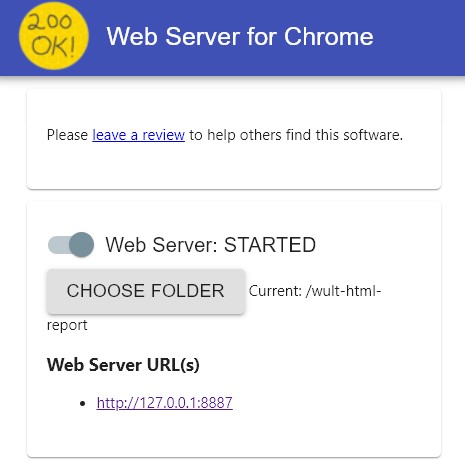 200
OK!
Web Server for Chrome
Please leave a review to help others find this software.
Web Server: STARTED
CHOOSE FOLDER Current: /wult-html-
report
Web Server URL(s)
http://127.0.0.1:8887